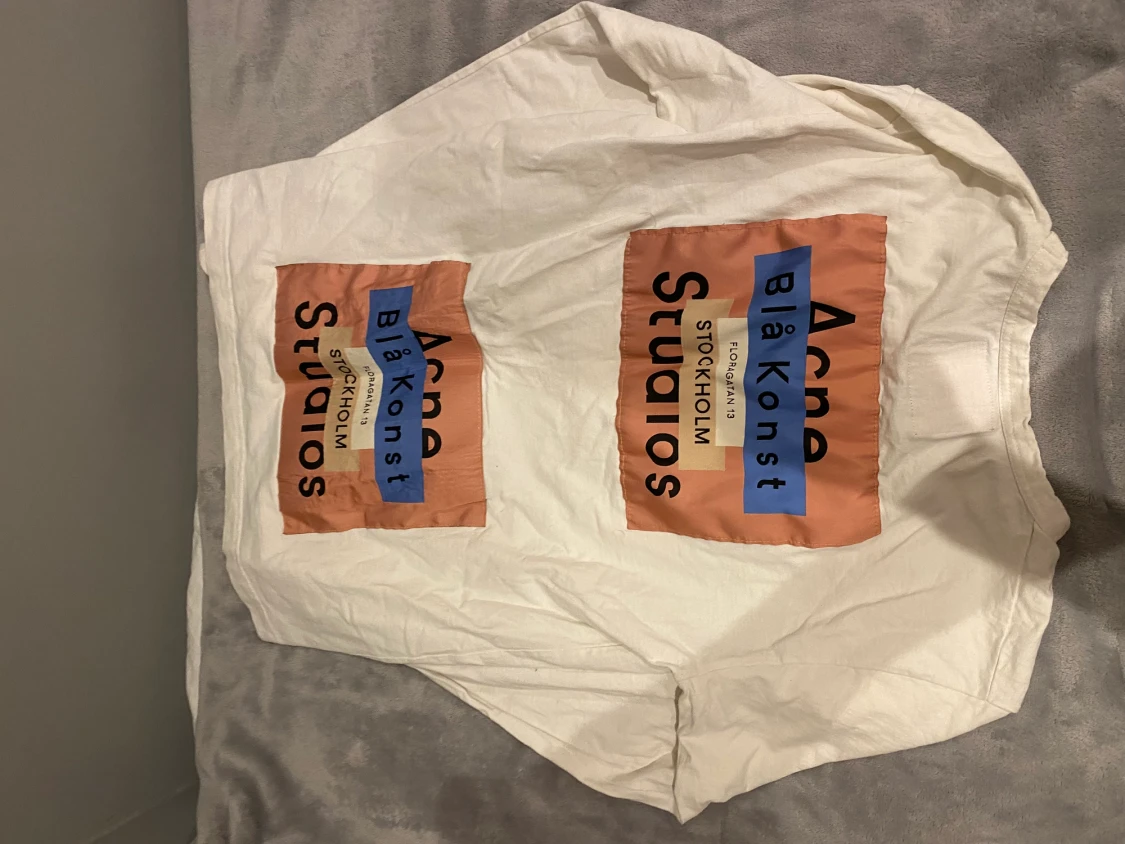 Acne
Blå Konst
FLORAGATAN 13
STOCKHOLM
Studios
Acne
Blå Konst
FLORAGATAN 13
STOCKHOLM
Studios